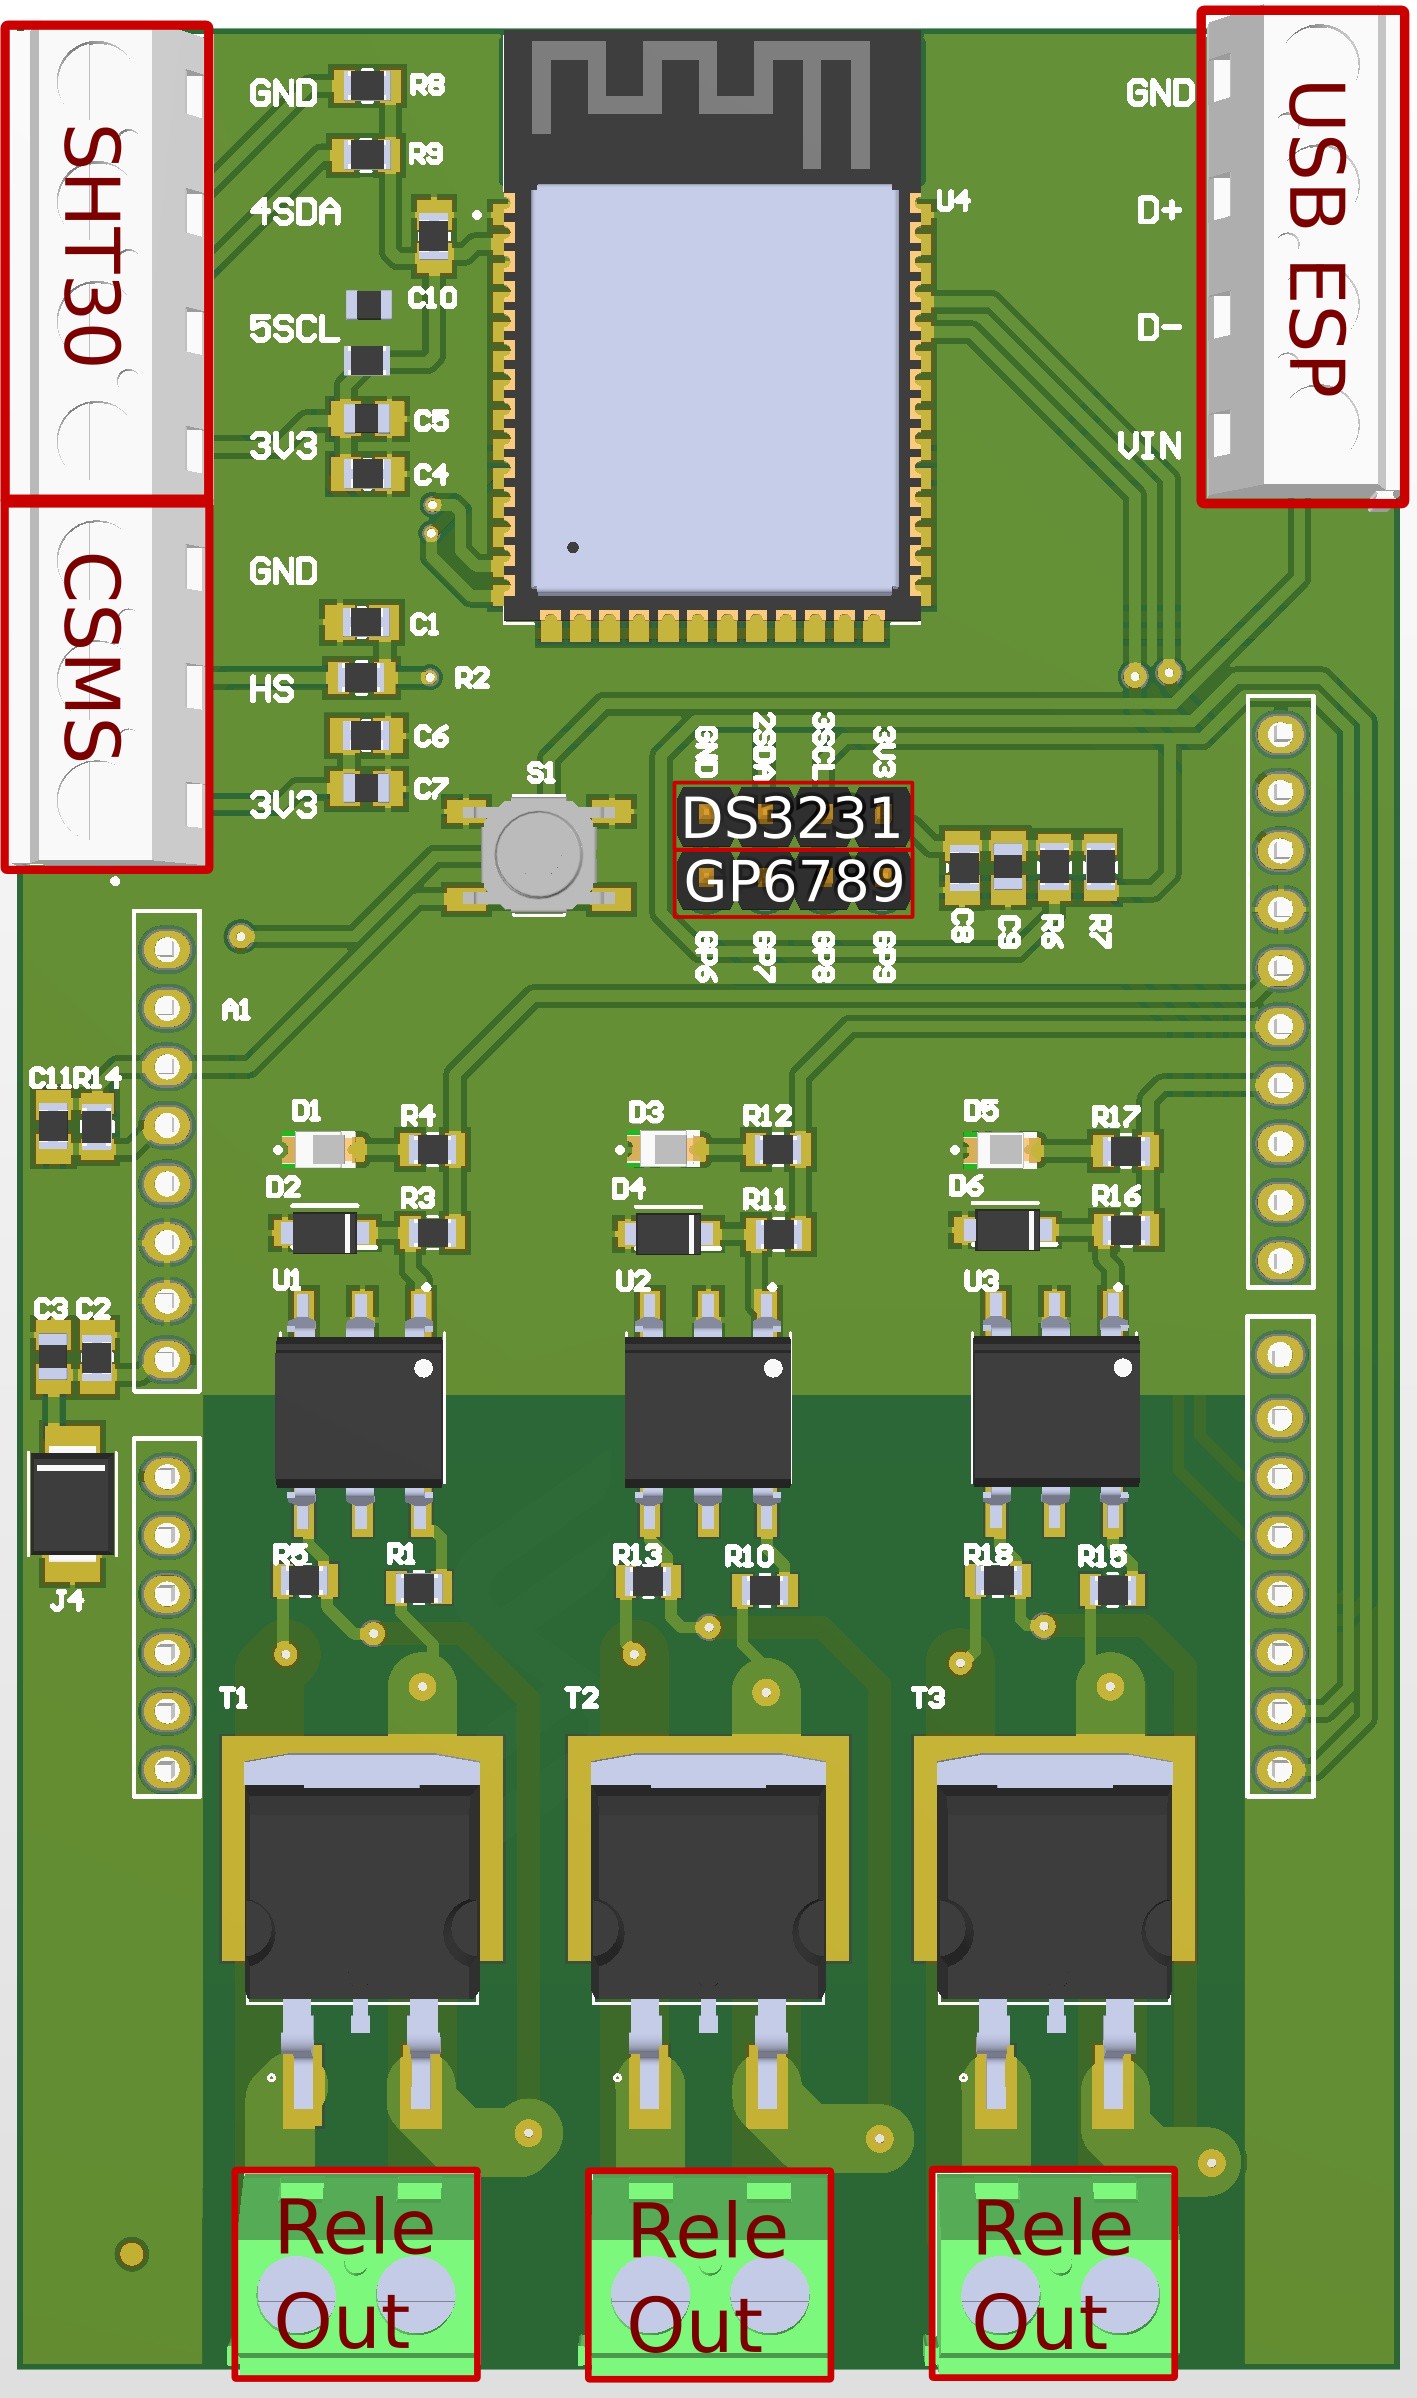 SHT30
GND
R8
R9
4SDA
C10
5SCL
3V3
C5
C4
U4
GND
D+
D-
VIN
USB ESP
CSMS
GND
C1
HS
R2
C6
3V3
C7
S1
GND
2SDA
3SCL
3V3
DS3231
GP6789
GP6
GP7
GP8
GP9
C8
C9
R6
R7
A1
C11
R14
D1
R4
D3
R12
D5
R17
D2
R3
D4
R11
D6
R16
U1
U2
U3
C3
C2
R5
R1
R13
R10
R18
R15
J4
T1
T2
T3
Rele
Out
Rele
Out
Rele
Out